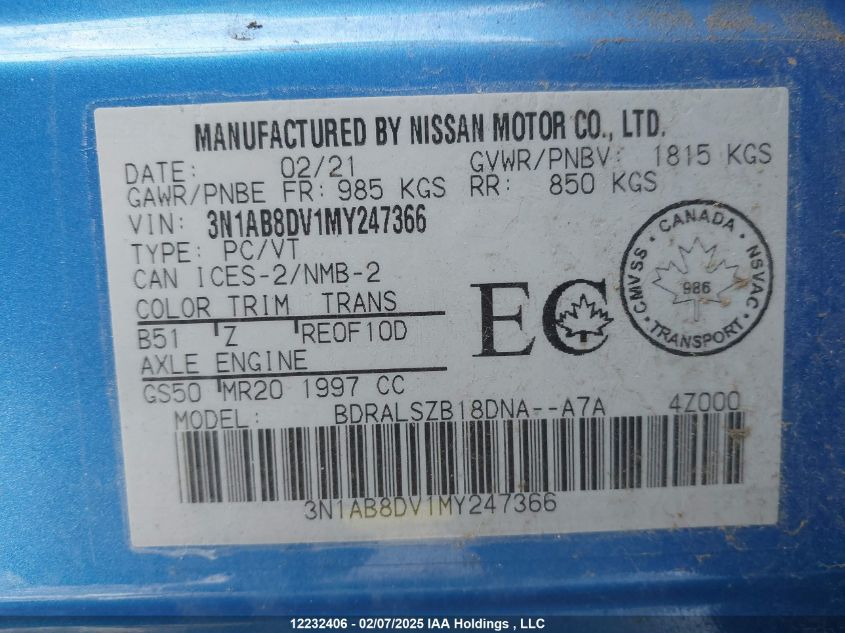 MANUFACTURED BY NISSAN MOTOR CO., LTD.
DATE: 02/21 GVWR/PNBV: 1815 KGS
GAWR/PNBE FR: 985 KGS RR: 850 KGS
VIN: 3N1AB8DV1MY247366
TYPE: PC/VT
CAN ICES-2/NMB-2
COLOR TRIM TRANS
B51 Z RE0F10D
AXLE ENGINE
GS50 MR20 1997 CC
MODEL: BDRALSZB18DNA--A7A 4Z000
3N1AB8DV1MY247366
EC
CANADA
CMVSS · NSVAC
986
TRANSPORT
12232406 - 02/07/2025 IAA Holdings , LLC